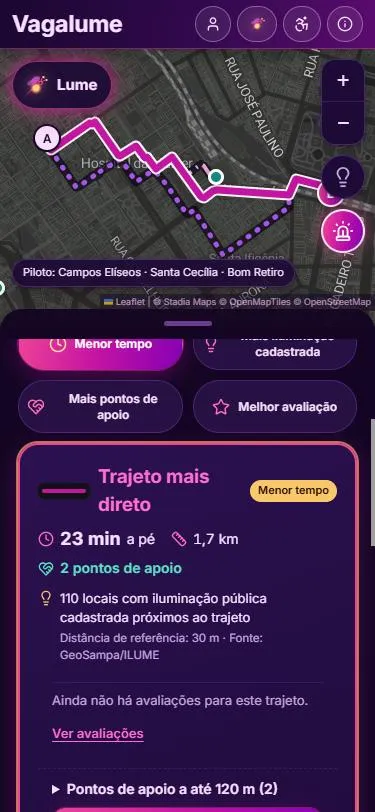 Vagalume
Lume
RUA JOSÉ PAULINO
RUA
+
A
−
Piloto: Campos Elíseos · Santa Cecília · Bom Retiro
Leaflet | © Stadia Maps © OpenMapTiles © OpenStreetMap
Menor tempo
cadastrada
Mais pontos de
apoio
Melhor avaliação
Trajeto mais
direto
Menor tempo
23 min a pé 1,7 km
2 pontos de apoio
110 locais com iluminação pública
cadastrada próximos ao trajeto
Distância de referência: 30 m · Fonte:
GeoSampa/ILUME
Ainda não há avaliações para este trajeto.
Ver avaliações
Pontos de apoio a até 120 m (2)